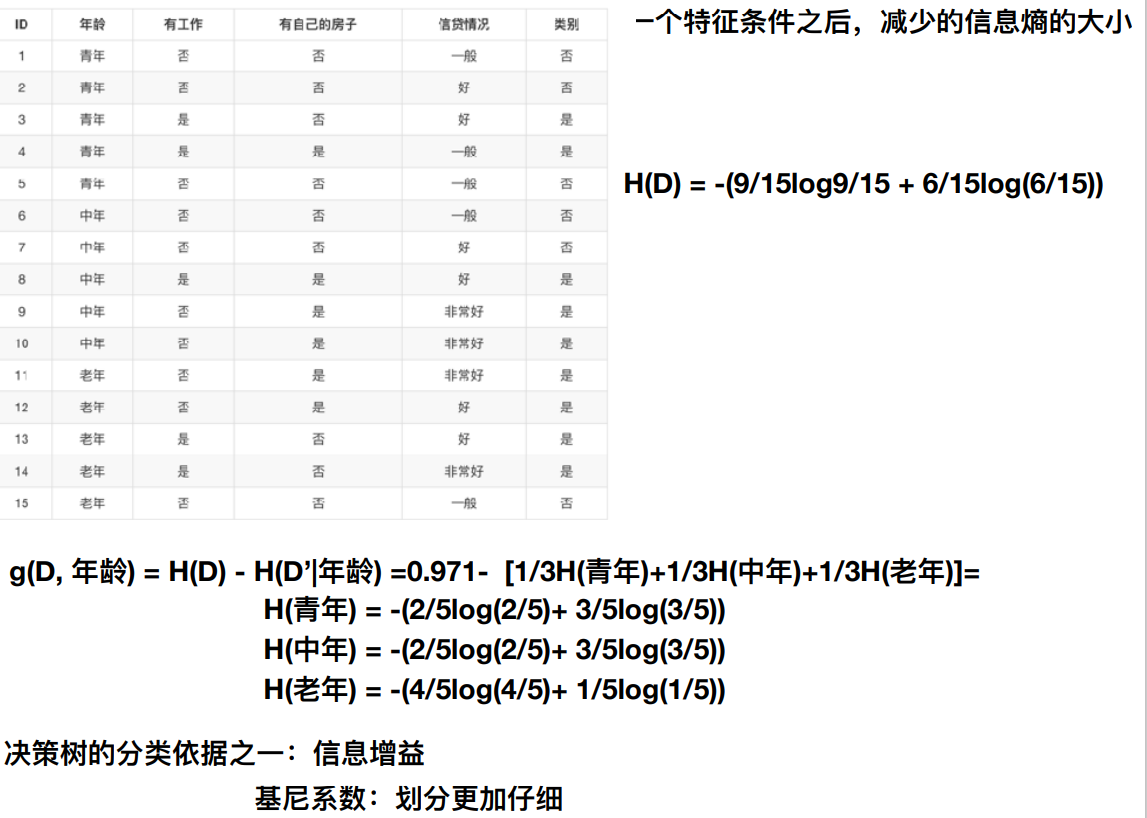 一个特征条件之后，减少的信息熵的大小
ID 年龄 有工作 有自己的房子 信贷情况 类别
1 青年 否 否 一般 否
2 青年 否 否 好 否
3 青年 是 否 好 是
4 青年 是 是 一般 是
5 青年 否 否 一般 否
6 中年 否 否 一般 否
7 中年 否 否 好 否
8 中年 是 是 好 是
9 中年 否 是 非常好 是
10 中年 否 是 非常好 是
11 老年 否 是 非常好 是
12 老年 否 是 好 是
13 老年 是 否 好 是
14 老年 是 否 非常好 是
15 老年 否 否 一般 否
H(D) = -(9/15log9/15 + 6/15log(6/15))
g(D, 年龄) = H(D) - H(D’|年龄) =0.971- [1/3H(青年)+1/3H(中年)+1/3H(老年)]=
H(青年) = -(2/5log(2/5)+ 3/5log(3/5))
H(中年) = -(2/5log(2/5)+ 3/5log(3/5))
H(老年) = -(4/5log(4/5)+ 1/5log(1/5))
决策树的分类依据之一：信息增益
基尼系数：划分更加仔细